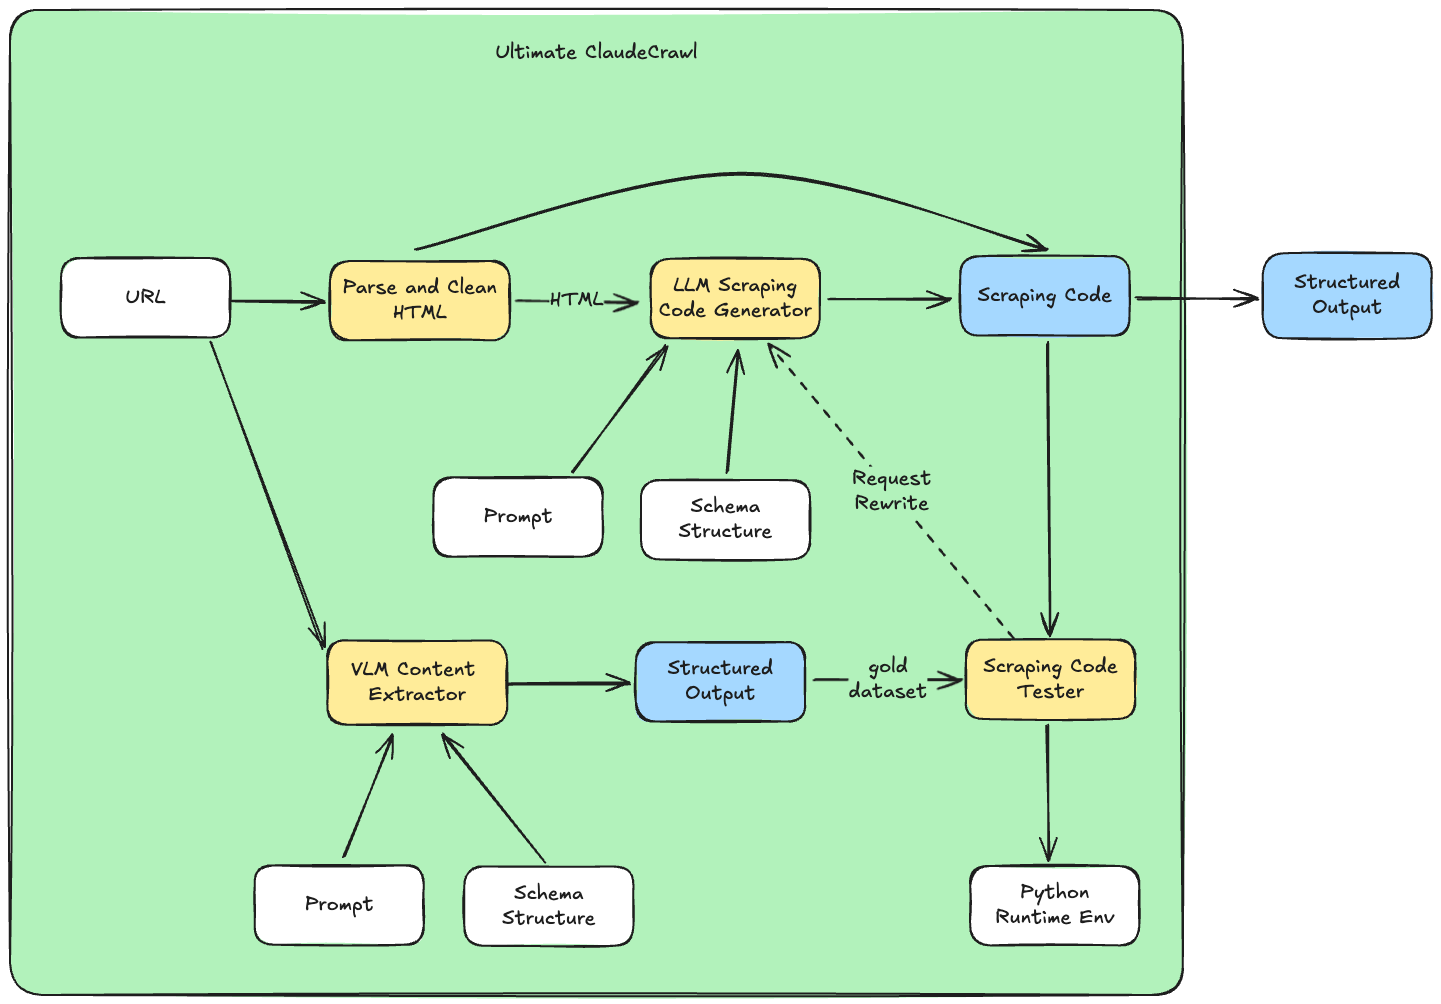 Ultimate ClaudeCrawl
URL
Parse and Clean
HTML
HTML
LLM Scraping
Code Generator
Scraping Code
Structured
Output
Prompt
Schema
Structure
Request
Rewrite
VLM Content
Extractor
Structured
Output
gold
dataset
Scraping Code
Tester
Prompt
Schema
Structure
Python
Runtime Env